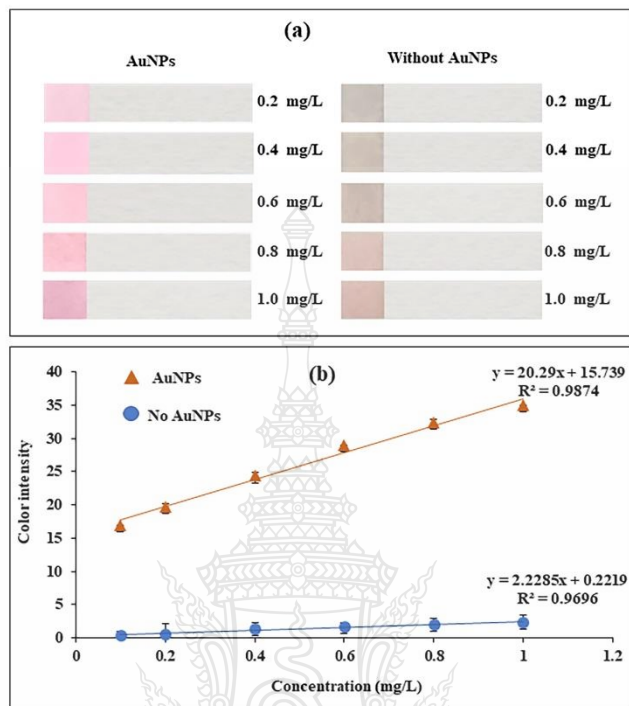 (a)
AuNPs
Without AuNPs
0.2 mg/L
0.2 mg/L
0.4 mg/L
0.4 mg/L
0.6 mg/L
0.6 mg/L
0.8 mg/L
0.8 mg/L
1.0 mg/L
1.0 mg/L
(b)
AuNPs
No AuNPs
y = 20.29x + 15.739
R² = 0.9874
y = 2.2285x + 0.2219
R² = 0.9696
Color intensity
40
35
30
25
20
15
10
5
0
0 0.2 0.4 0.6 0.8 1 1.2
Concentration (mg/L)